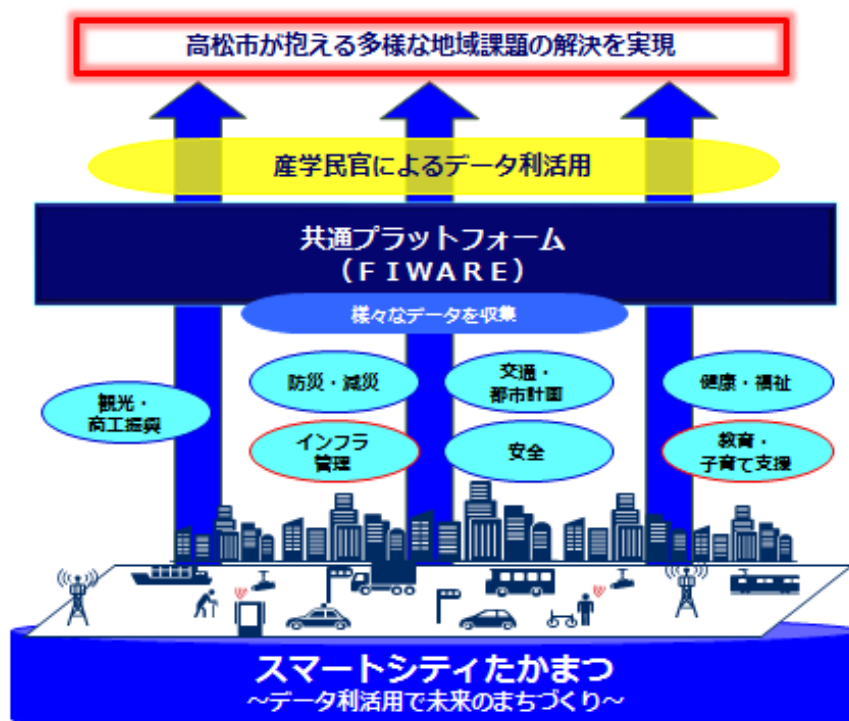 高松市が抱える多様な地域課題の解決を実現
産学民官によるデータ利活用
共通プラットフォーム
（ＦＩＷＡＲＥ）
様々なデータを収集
観光・
商工振興
防災・減災
交通・
都市計画
健康・福祉
インフラ
管理
安全
教育・
子育て支援
スマートシティたかまつ
～データ利活用で未来のまちづくり～